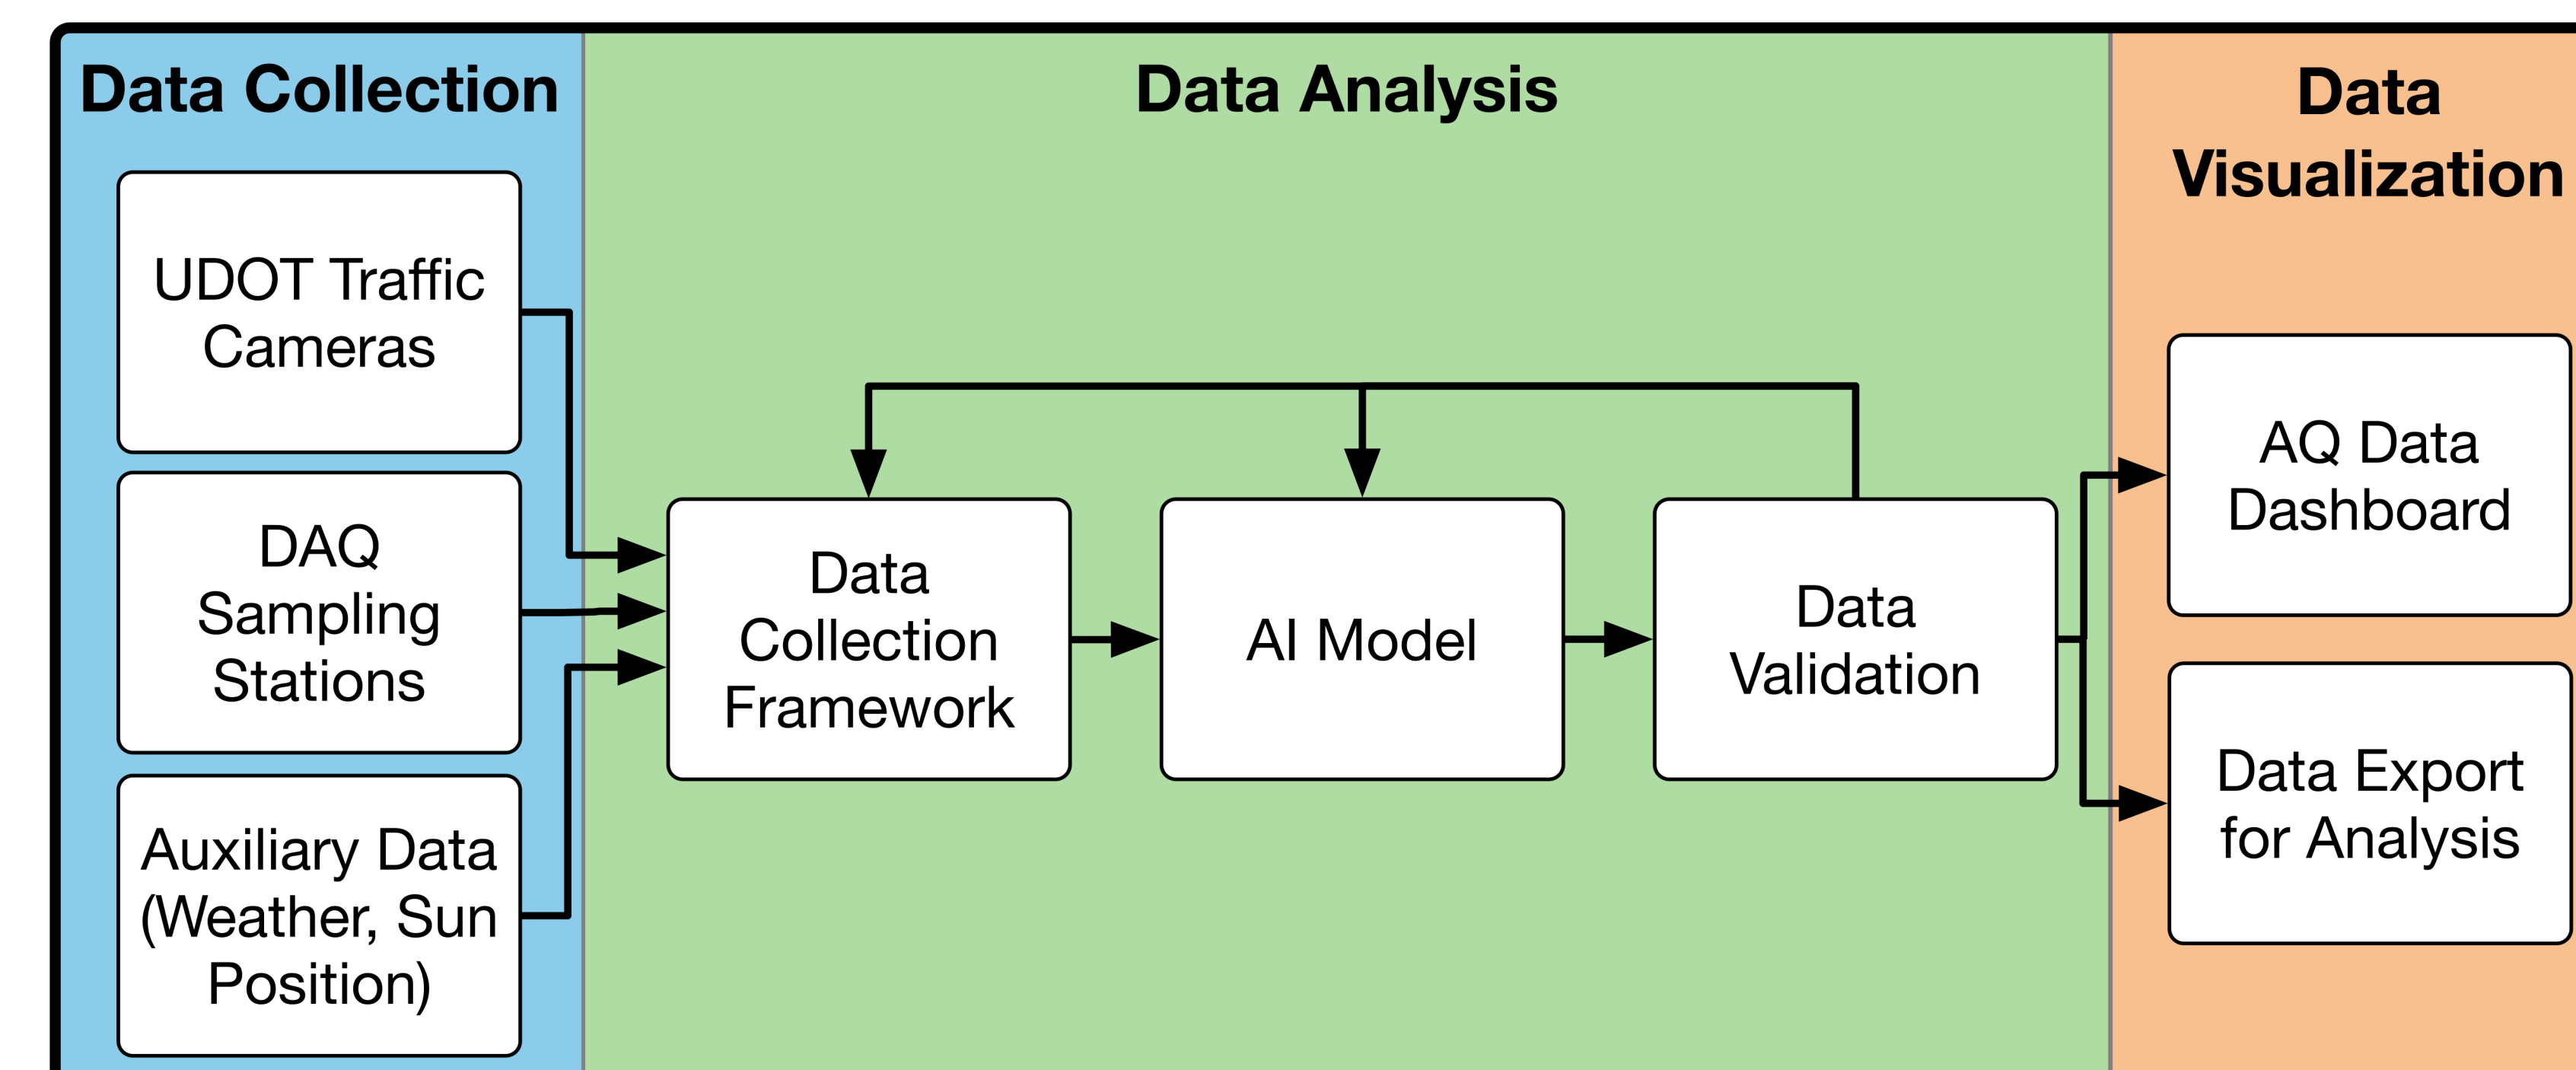 Data Collection
UDOT Traffic
Cameras
DAQ
Sampling
Stations
Auxiliary Data
(Weather, Sun
Position)
Data Analysis
Data
Collection
Framework
AI Model
Data
Validation
Data
Visualization
AQ Data
Dashboard
Data Export
for Analysis